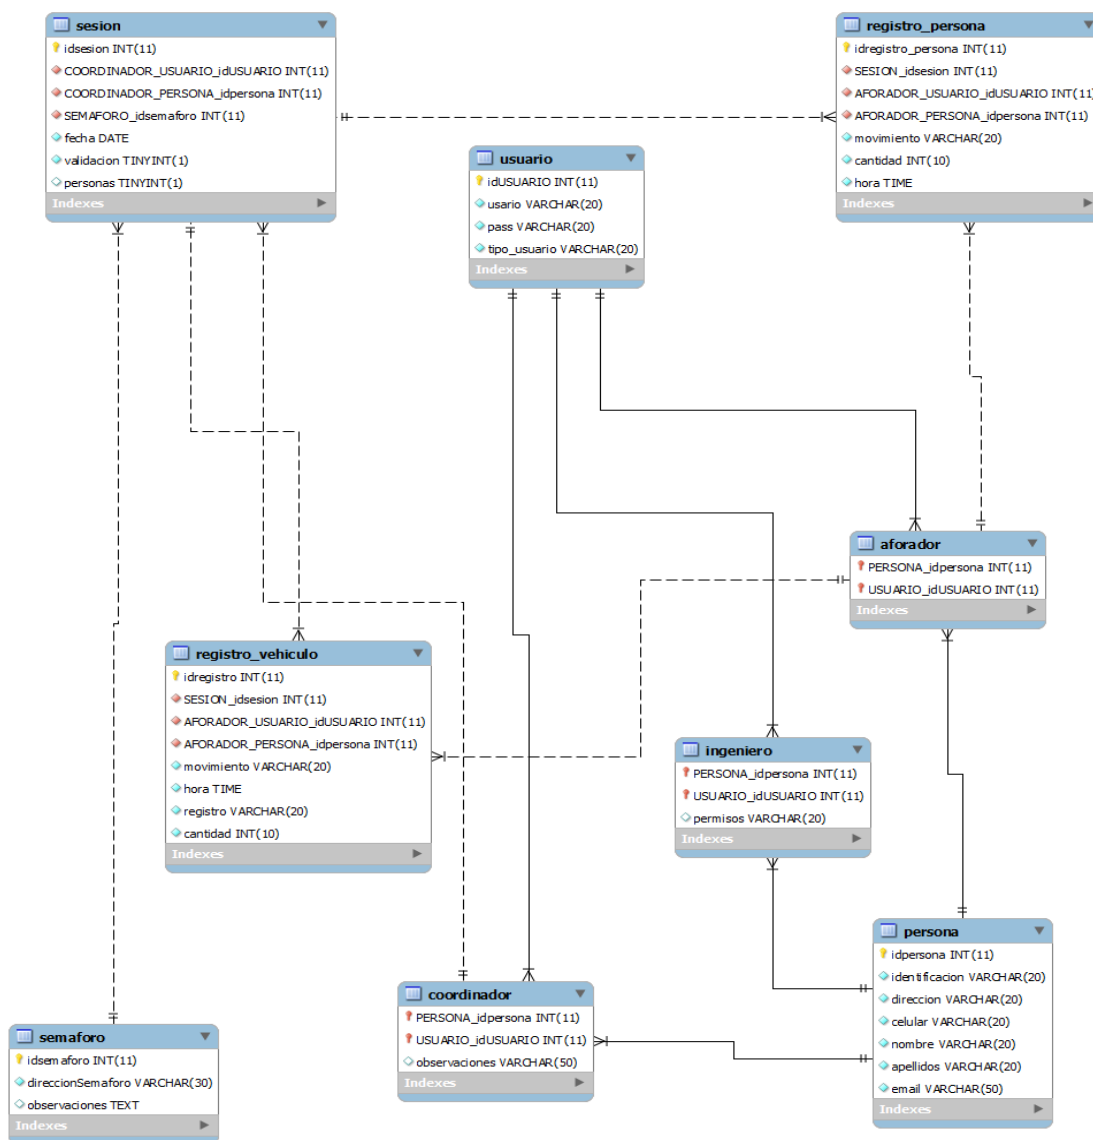 sesion
idsesion INT(11)
COORDINADOR_USUARIO_idUSUARIO INT(11)
COORDINADOR_PERSONA_idpersona INT(11)
SEMAFORO_idsemaforo INT(11)
fecha DATE
validacion TINYINT(1)
personas TINYINT(1)
Indexes
registro_persona
idregistro_persona INT(11)
SESION_idsesion INT(11)
AFORADOR_USUARIO_idUSUARIO INT(11)
AFORADOR_PERSONA_idpersona INT(11)
movimiento VARCHAR(20)
cantidad INT(10)
hora TIME
Indexes
usuario
idUSUARIO INT(11)
usario VARCHAR(20)
pass VARCHAR(20)
tipo_usuario VARCHAR(20)
Indexes
aforador
PERSONA_idpersona INT(11)
USUARIO_idUSUARIO INT(11)
Indexes
registro_vehiculo
idregistro INT(11)
SESION_idsesion INT(11)
AFORADOR_USUARIO_idUSUARIO INT(11)
AFORADOR_PERSONA_idpersona INT(11)
movimiento VARCHAR(20)
hora TIME
registro VARCHAR(20)
cantidad INT(10)
Indexes
ingeniero
PERSONA_idpersona INT(11)
USUARIO_idUSUARIO INT(11)
permisos VARCHAR(20)
Indexes
persona
idpersona INT(11)
identificacion VARCHAR(20)
direccion VARCHAR(20)
celular VARCHAR(20)
nombre VARCHAR(20)
apellidos VARCHAR(20)
email VARCHAR(50)
Indexes
coordinador
PERSONA_idpersona INT(11)
USUARIO_idUSUARIO INT(11)
observaciones VARCHAR(50)
Indexes
semaforo
idsemaforo INT(11)
direccionSemaforo VARCHAR(30)
observaciones TEXT
Indexes